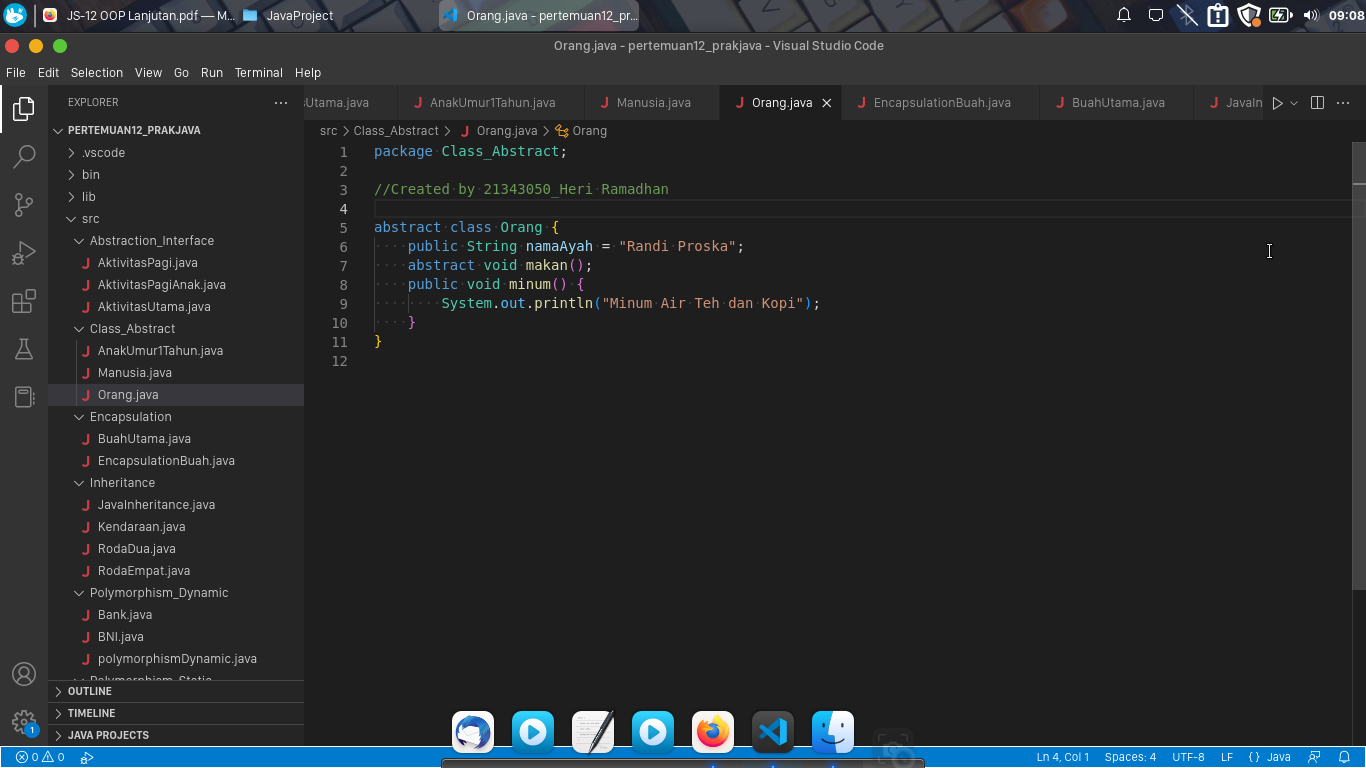 JS-12 OOP Lanjutan.pdf — M...
JavaProject
Orang.java - pertemuan12_pr...
09:08
Orang.java - pertemuan12_prakjava - Visual Studio Code
File Edit Selection View Go Run Terminal Help
EXPLORER
sUtama.java
AnakUmur1Tahun.java
Manusia.java
Orang.java
EncapsulationBuah.java
BuahUtama.java
JavaIn
PERTEMUAN12_PRAKJAVA
.vscode
bin
lib
src
Abstraction_Interface
AktivitasPagi.java
AktivitasPagiAnak.java
AktivitasUtama.java
Class_Abstract
AnakUmur1Tahun.java
Manusia.java
Orang.java
Encapsulation
BuahUtama.java
EncapsulationBuah.java
Inheritance
JavaInheritance.java
Kendaraan.java
RodaDua.java
RodaEmpat.java
Polymorphism_Dynamic
Bank.java
BNI.java
polymorphismDynamic.java
Polymorphism_Static
OUTLINE
TIMELINE
JAVA PROJECTS
src > Class_Abstract > Orang.java > Orang
1 package Class_Abstract;
2
3 //Created by 21343050_Heri Ramadhan
4
5 abstract class Orang {
6 public String namaAyah = "Randi Proska";
7 abstract void makan();
8 public void minum() {
9 System.out.println("Minum Air Teh dan Kopi");
10 }
11 }
12
1
0 0
Ln 4, Col 1 Spaces: 4 UTF-8 LF {} Java